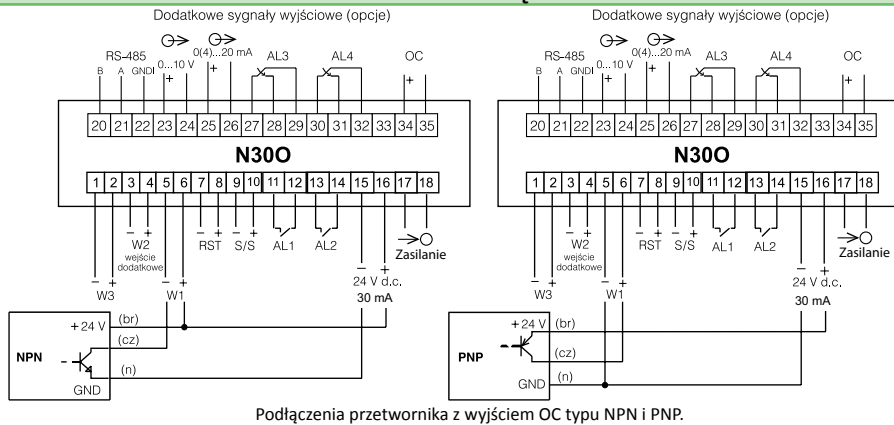 Dodatkowe sygnały wyjściowe (opcje) Dodatkowe sygnały wyjściowe (opcje)
RS-485 0...10 V 0(4)...20 mA AL3 AL4 OC RS-485 0...10 V 0(4)...20 mA AL3 AL4 OC
B A GNDI + + + B A GNDI + + +
20 21 22 23 24 25 26 27 28 29 30 31 32 33 34 35 20 21 22 23 24 25 26 27 28 29 30 31 32 33 34 35
N30O N30O
1 2 3 4 5 6 7 8 9 10 11 12 13 14 15 16 17 18 1 2 3 4 5 6 7 8 9 10 11 12 13 14 15 16 17 18
− + − + − + − + − + − +
W2 RST S/S AL1 AL2 Zasilanie W2 RST S/S AL1 AL2 Zasilanie
wejście wejście
dodatkowe dodatkowe
− + − + − + − + − + − +
W3 W1 24 V d.c. W3 W1 24 V d.c.
30 mA 30 mA
+24 V (br) +24 V (br)
NPN (cz) PNP (cz)
GND (n) GND (n)
Podłączenia przetwornika z wyjściem OC typu NPN i PNP.